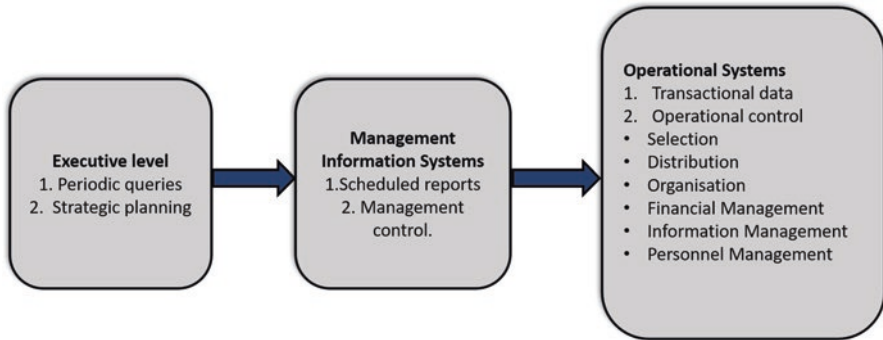 Executive level
1. Periodic queries
2. Strategic planning
Management
Information Systems
1.Scheduled reports
2. Management
control.
Operational Systems
1. Transactional data
2. Operational control
• Selection
• Distribution
• Organisation
• Financial Management
• Information Management
• Personnel Management